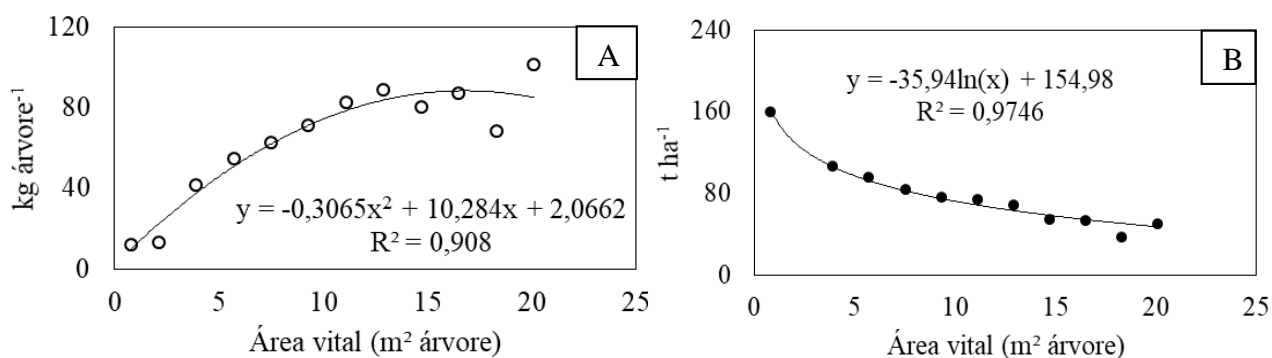 A
kg árvore⁻¹
120
80
40
0
y = -0,3065x² + 10,284x + 2,0662
R² = 0,908
0 5 10 15 20 25
Área vital (m² árvore)
B
t ha⁻¹
240
160
80
0
y = -35,94ln(x) + 154,98
R² = 0,9746
0 5 10 15 20 25
Área vital (m² árvore)